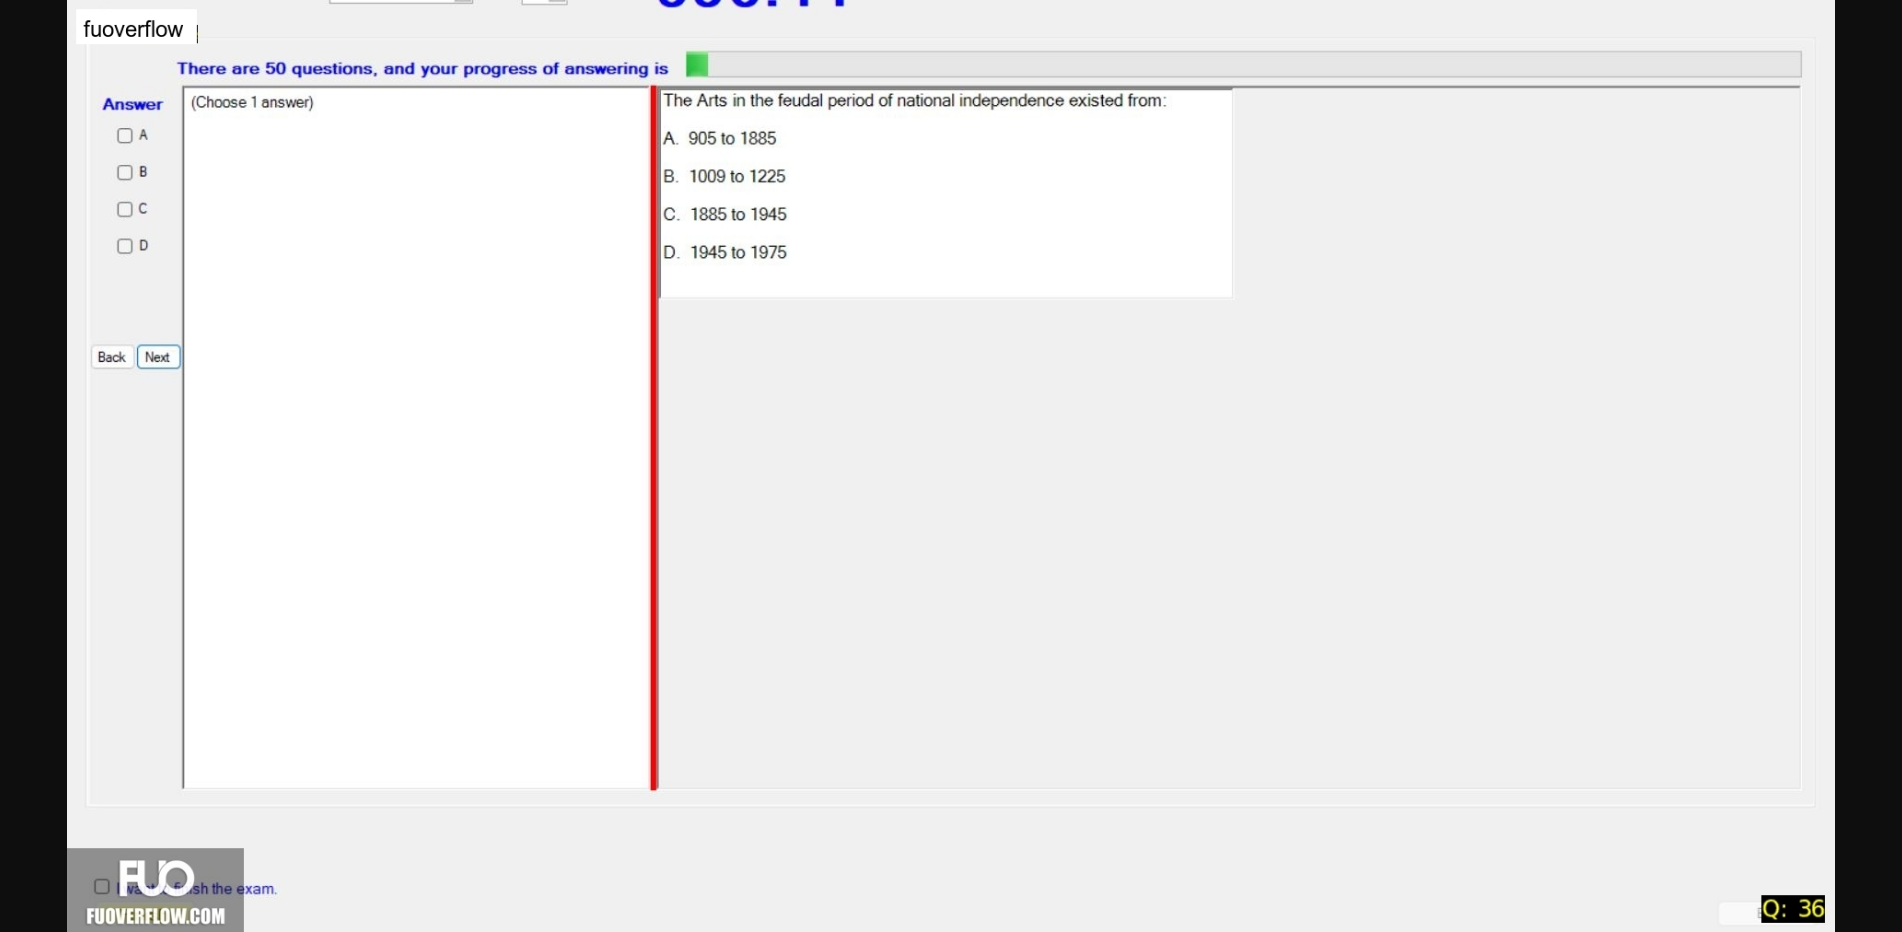 fuoverflow
There are 50 questions, and your progress of answering is
Answer
(Choose 1 answer)
A
B
C
D
Back Next
The Arts in the feudal period of national independence existed from:
A. 905 to 1885
B. 1009 to 1225
C. 1885 to 1945
D. 1945 to 1975
FUO
the exam.
FUOVERFLOW.COM
Q: 36